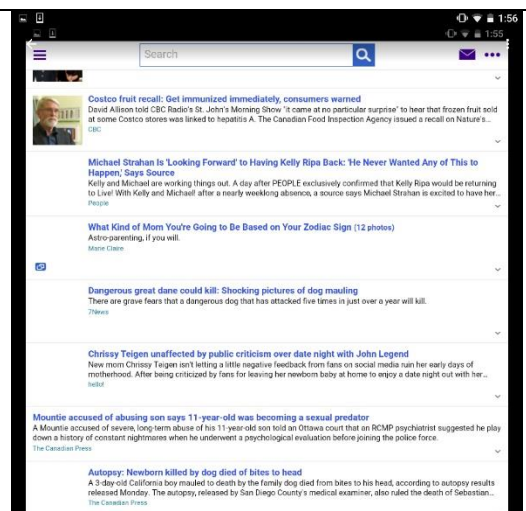 1:56
1:55
Search
Costco fruit recall: Get immunized immediately, consumers warned
David Allison told CBC Radio's St. John's Morning Show "it came at no particular surprise" to hear that frozen fruit sold
at some Costco stores was linked to hepatitis A. The Canadian Food Inspection Agency issued a recall on Nature's...
CBC
Michael Strahan Is 'Looking Forward' to Having Kelly Ripa Back: 'He Never Wanted Any of This to
Happen,' Says Source
Kelly and Michael are working things out. A day after PEOPLE exclusively confirmed that Kelly Ripa would be returning
to Live! With Kelly and Michael! after a nearly weeklong absence, a source says Michael Strahan is excited to have her...
People
What Kind of Mom You're Going to Be Based on Your Zodiac Sign (12 photos)
Astro-parenting, if you will.
Marie Claire
Dangerous great dane could kill: Shocking pictures of dog mauling
There are grave fears that a dangerous dog that has attacked five times in just over a year will kill.
7News
Chrissy Teigen unaffected by public criticism over date night with John Legend
New mom Chrissy Teigen isn't letting a little negative feedback from fans on social media ruin her early days of
motherhood. After being criticized by fans for leaving her newborn baby at home to enjoy a date night out with her...
hello!
Mountie accused of abusing son says 11-year-old was becoming a sexual predator
A Mountie accused of severe, long-term abuse of his 11-year-old son told an Ottawa court that an RCMP psychiatrist suggested he play
down a history of constant nightmares when he underwent a psychological evaluation before joining the police force.
The Canadian Press
Autopsy: Newborn killed by dog died of bites to head
A 3-day-old California boy mauled to death by the family dog died from bites to his head, according to autopsy results
released Monday. The autopsy, released by San Diego County's medical examiner, also ruled the death of Sebastian...
The Canadian Press